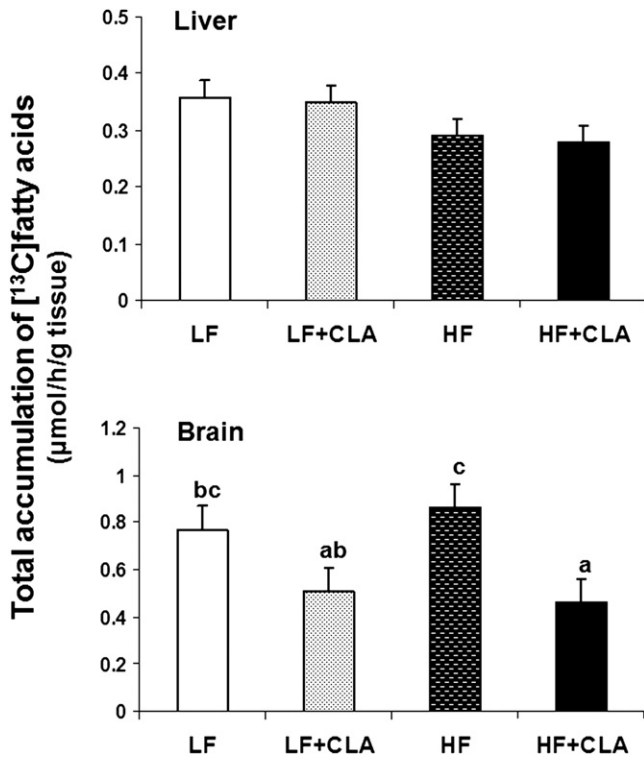 Total accumulation of [¹³C]fatty acids
(μmol/h/g tissue)
Liver
0.5
0.4
0.3
0.2
0.1
0
LF
LF+CLA
HF
HF+CLA
Brain
1.2
1
0.8
0.6
0.4
0.2
0
bc
ab
c
a
LF
LF+CLA
HF
HF+CLA